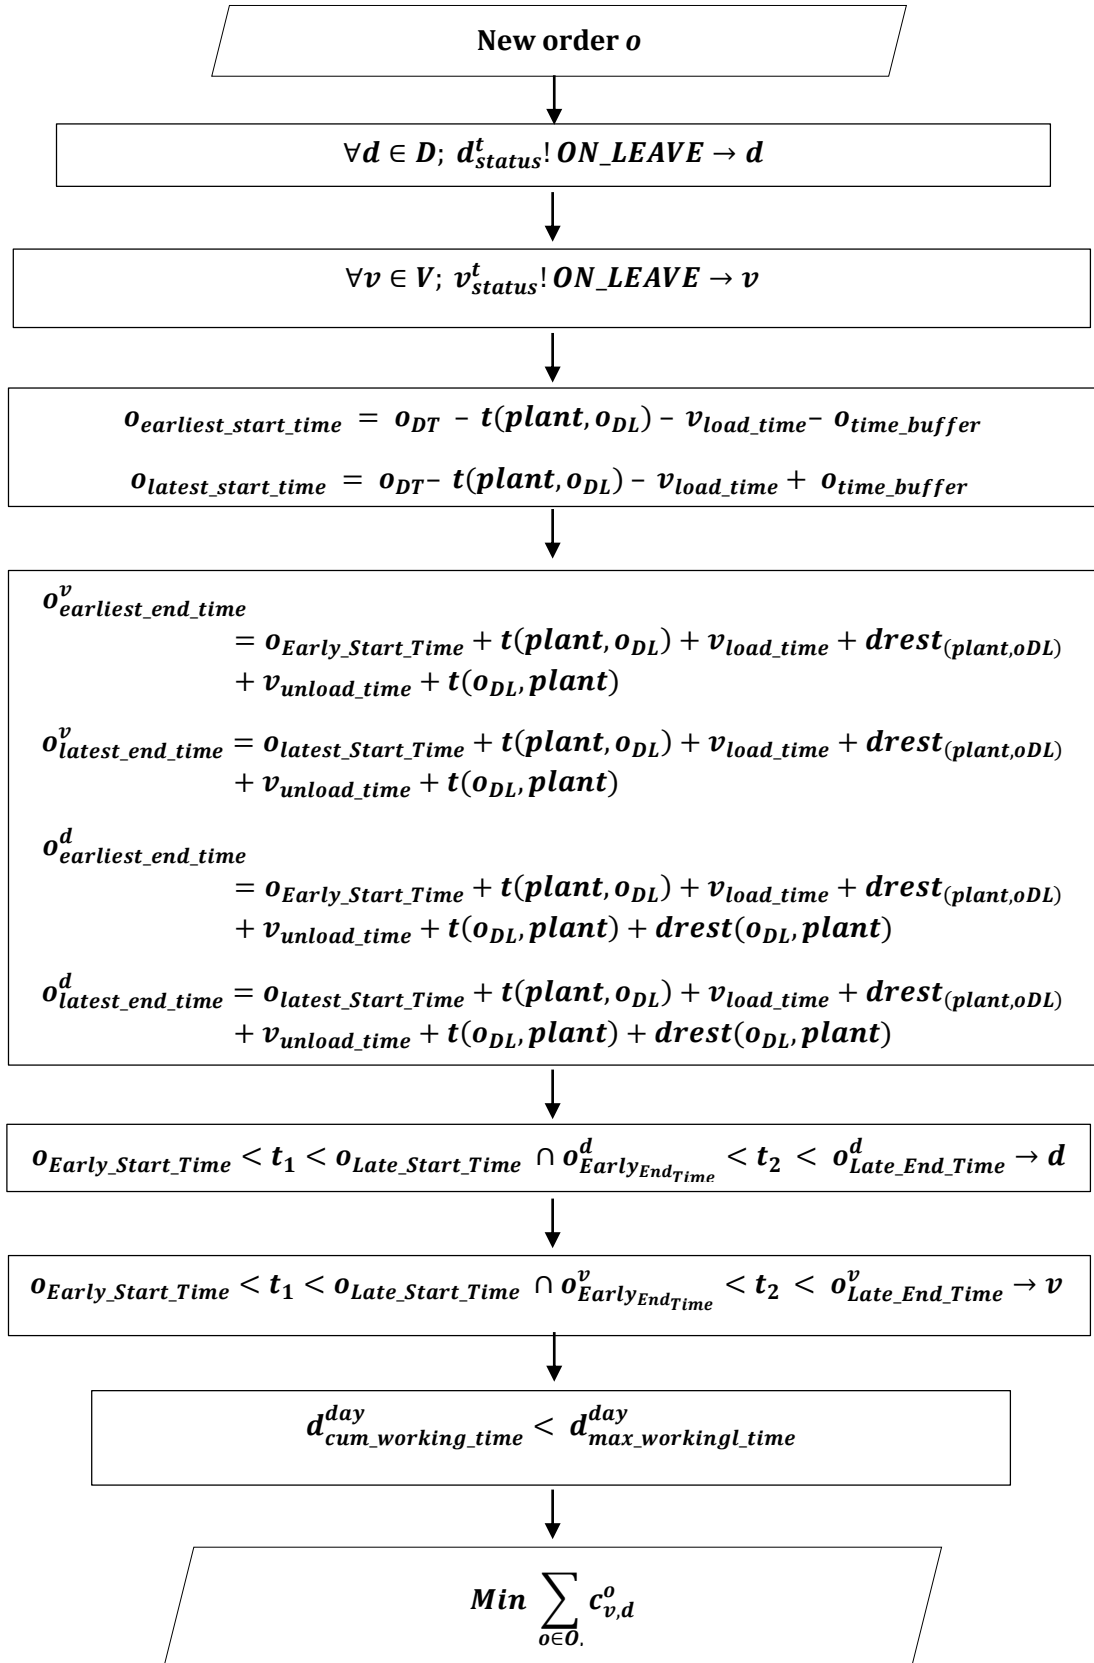 New order o
∀d ∈ D; d^t_status! ON_LEAVE → d
∀v ∈ V; v^t_status! ON_LEAVE → v
o_earliest_start_time = o_DT – t(plant, o_DL) – v_load_time – o_time_buffer
o_latest_start_time = o_DT – t(plant, o_DL) – v_load_time + o_time_buffer
o^v_earliest_end_time
= o_Early_Start_Time + t(plant, o_DL) + v_load_time + drest_(plant,oDL)
+ v_unload_time + t(o_DL, plant)
o^v_latest_end_time = o_latest_Start_Time + t(plant, o_DL) + v_load_time + drest_(plant,oDL)
+ v_unload_time + t(o_DL, plant)
o^d_earliest_end_time
= o_Early_Start_Time + t(plant, o_DL) + v_load_time + drest_(plant,oDL)
+ v_unload_time + t(o_DL, plant) + drest(o_DL, plant)
o^d_latest_end_time = o_latest_Start_Time + t(plant, o_DL) + v_load_time + drest_(plant,oDL)
+ v_unload_time + t(o_DL, plant) + drest(o_DL, plant)
o_Early_Start_Time < t_1 < o_Late_Start_Time ∩ o^d_Early_End_Time < t_2 < o^d_Late_End_Time → d
o_Early_Start_Time < t_1 < o_Late_Start_Time ∩ o^v_Early_End_Time < t_2 < o^v_Late_End_Time → v
d^day_cum_working_time < d^day_max_workingl_time
Min ∑_o∈O. c^o_v,d